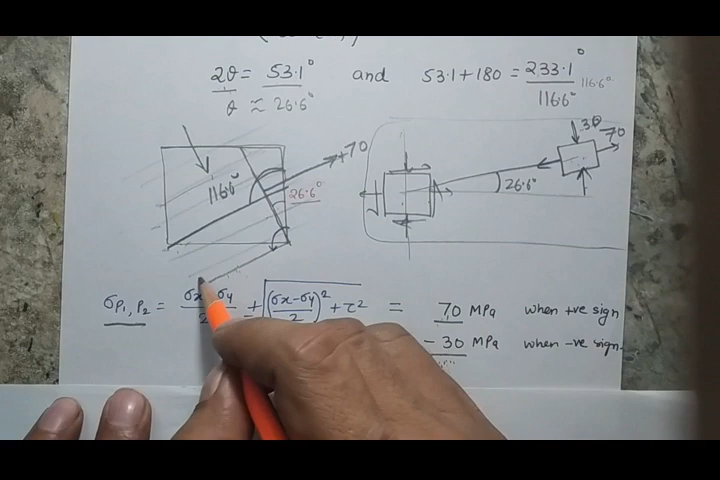 2θ = 53.1° and 53.1 + 180 = 233.1°
θ ≈ 26.6° 116.6° 116.6°
+70
116.6°
26.6°
30
70
26.6°
σP1, P2 = σx σy / 2 ± √(σx-σy / 2)² + τ² = 70 MPa when +ve sign
- 30 MPa when -ve sign.